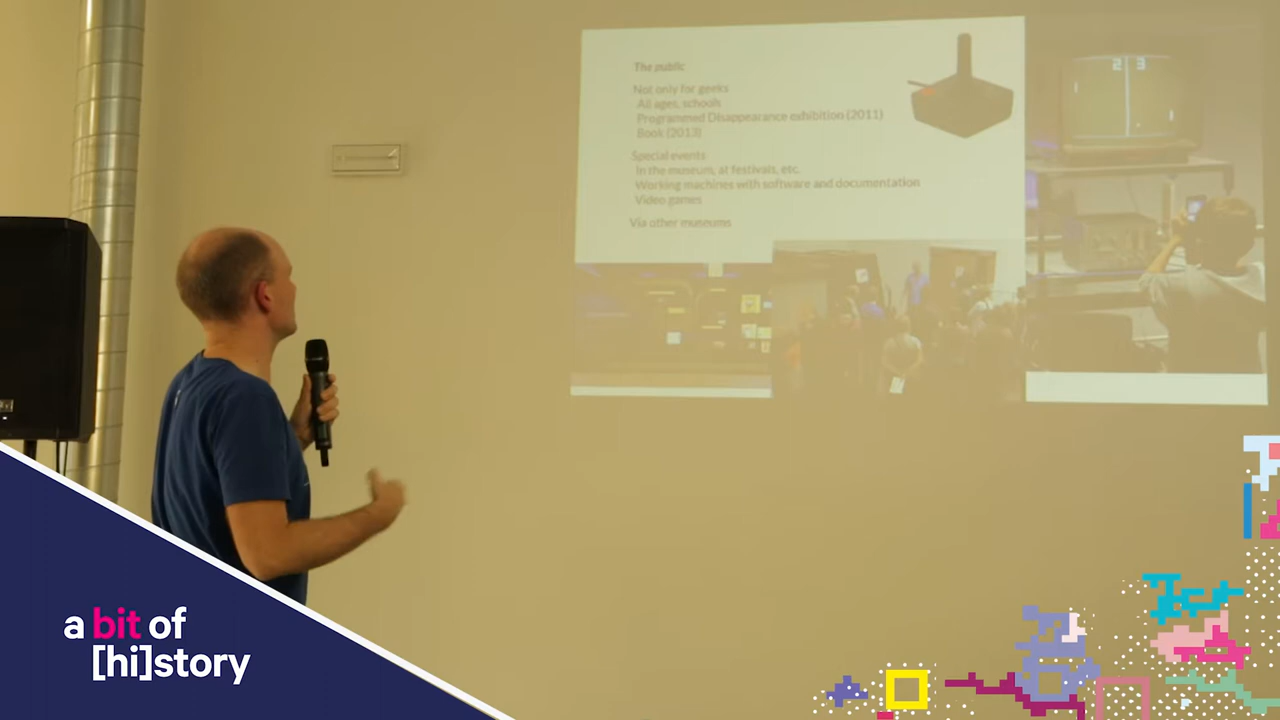 The public
Not only for geeks
All ages, schools
Programmed Disappearance exhibition (2011)
Book (2013)
Special events
In the museum, at festivals, etc.
Working machines with software and documentation
Video games
Via other museums
2 3
a bit of
[hi]story